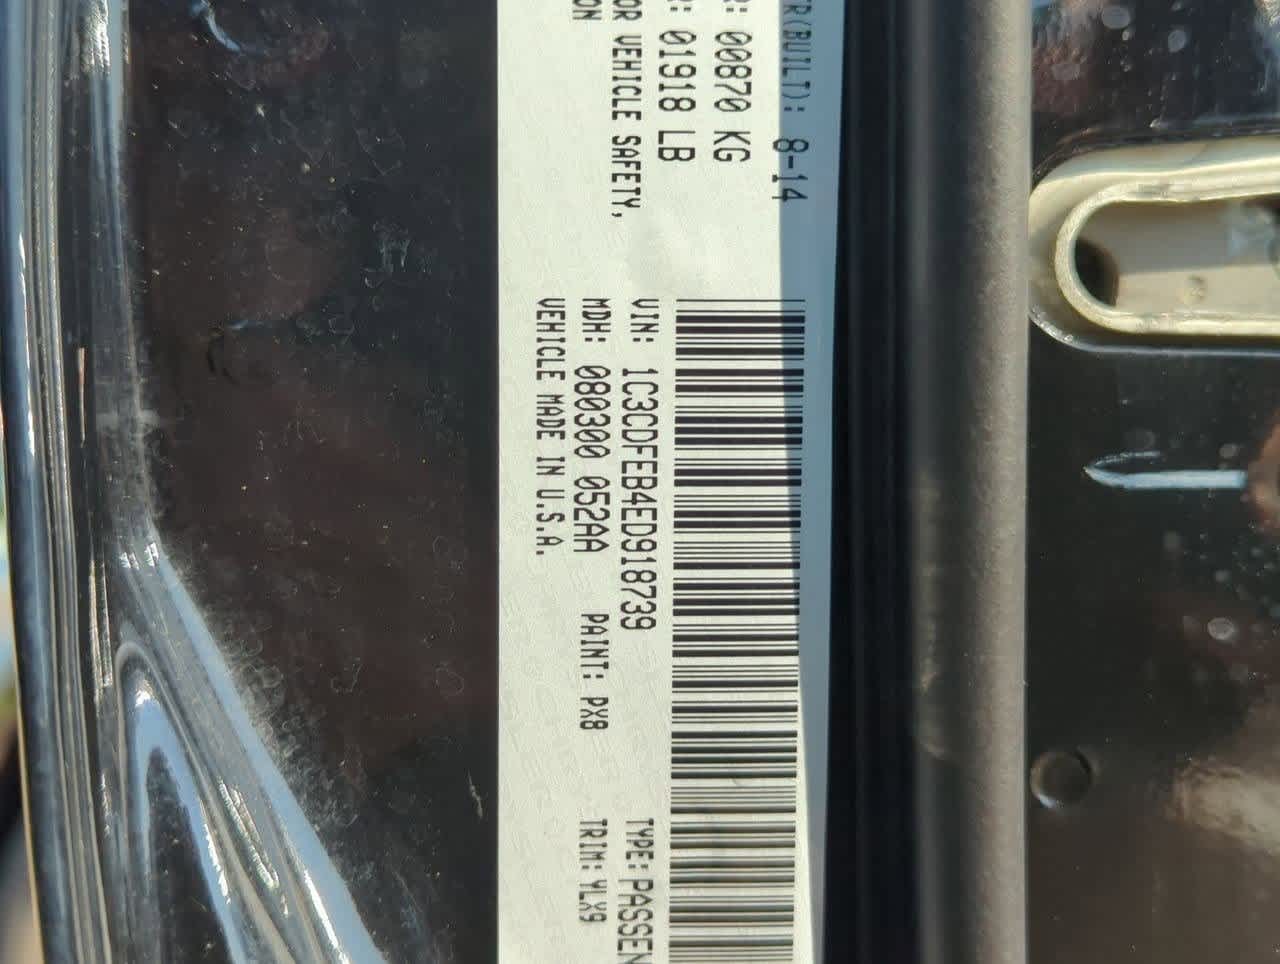 TR(BUILT): 8-14
R: 00870 KG
R: 01918 LB
OR VEHICLE SAFETY,
ON
VIN: 1C3CDFEB4ED918739
TYPE: PASSEN
MDH: 080300 052AA
PAINT: PX8
TRIM: YLX9
VEHICLE MADE IN U.S.A.